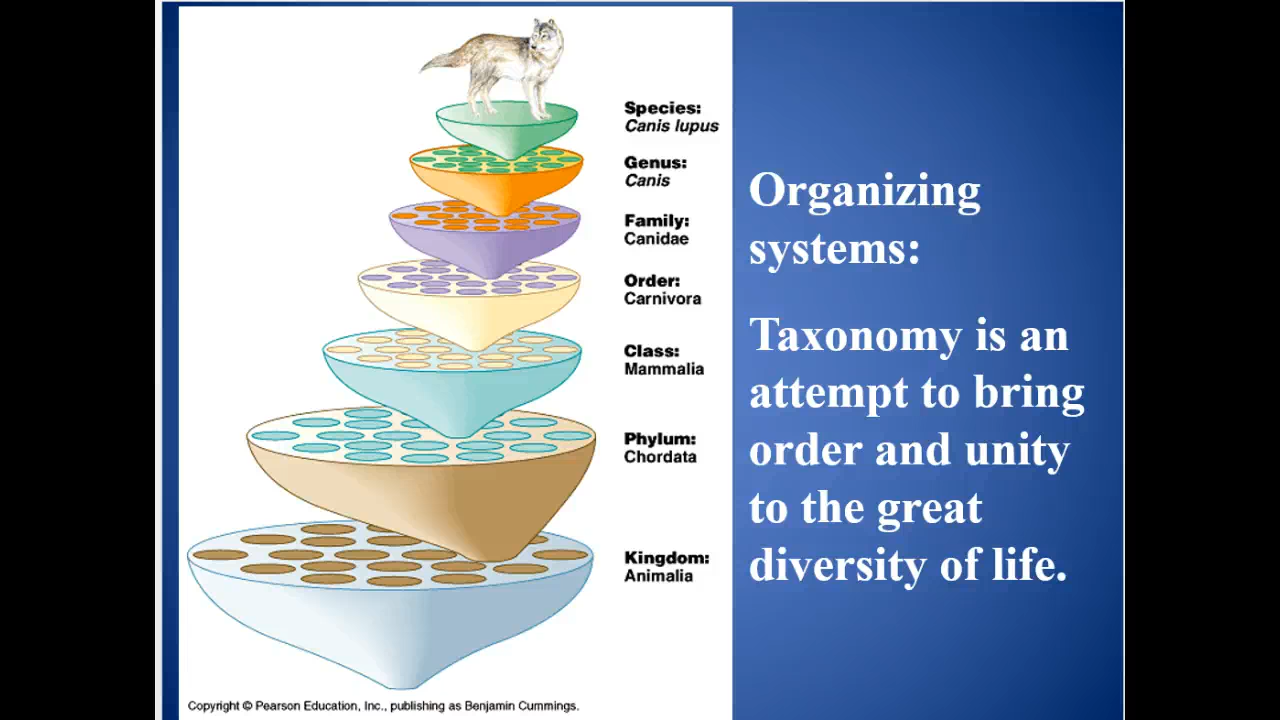 Species:
Canis lupus
Genus:
Canis
Family:
Canidae
Order:
Carnivora
Class:
Mammalia
Phylum:
Chordata
Kingdom:
Animalia
Copyright © Pearson Education, Inc., publishing as Benjamin Cummings.
Organizing
systems:
Taxonomy is an
attempt to bring
order and unity
to the great
diversity of life.